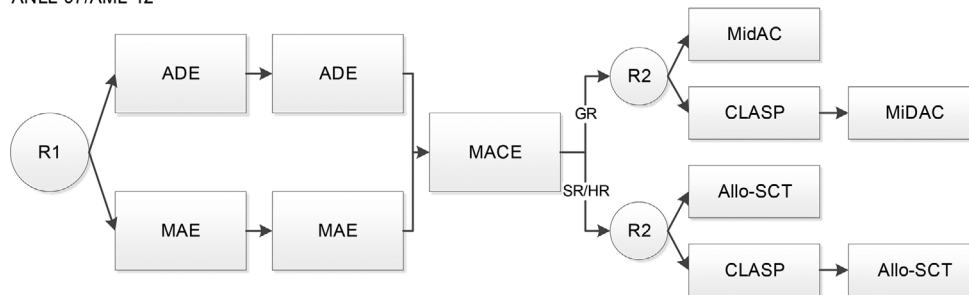 ADE
ADE
R1
MAE
MAE
MACE
GR
SR/HR
R2
MidAC
CLASP
MiDAC
R2
Allo-SCT
CLASP
Allo-SCT